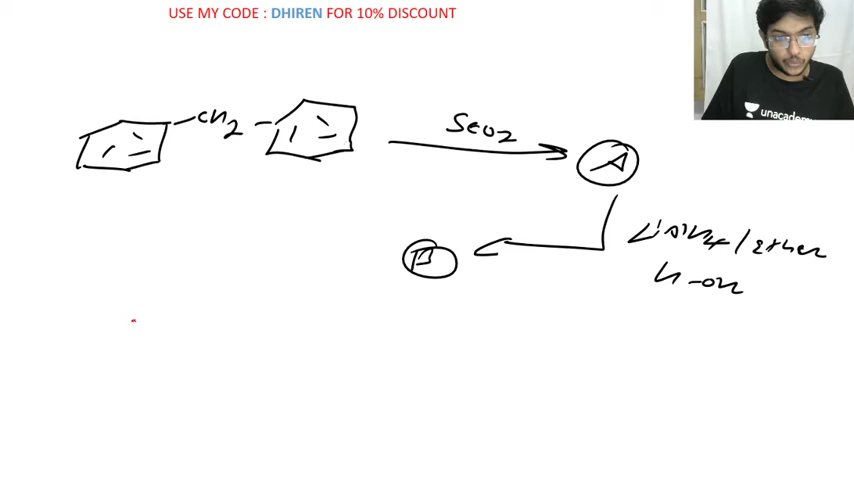 USE MY CODE : DHIREN FOR 10% DISCOUNT
unacademy
CH2
SeO2
A
LiAlH4 / Ether
H-OH
B